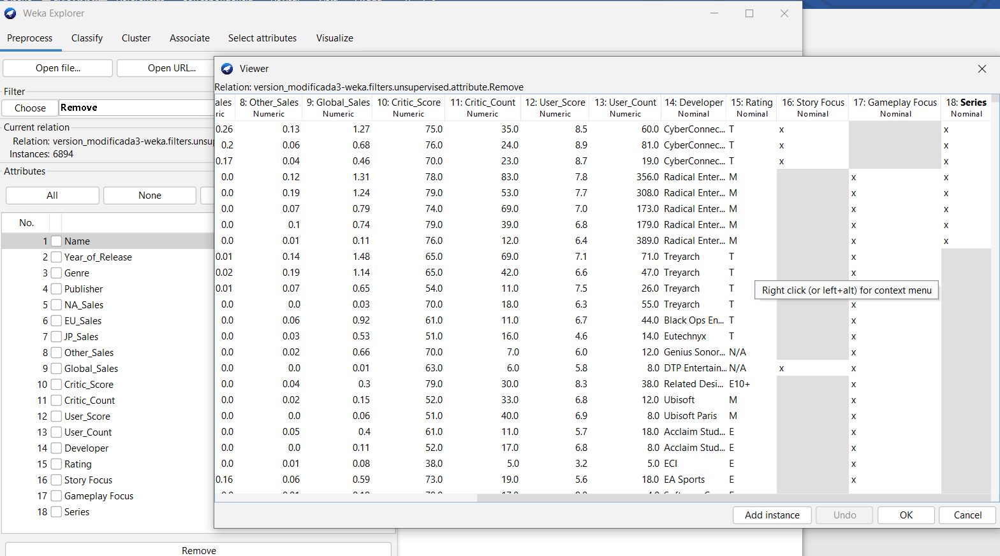 Weka Explorer
Preprocess Classify Cluster Associate Select attributes Visualize
Open file... Open URL...
Filter
Choose Remove
Current relation
Relation: version_modificada3-weka.filters.unsu
Instances: 6894
Attributes
All None
No.
1 Name
2 Year_of_Release
3 Genre
4 Publisher
5 NA_Sales
6 EU_Sales
7 JP_Sales
8 Other_Sales
9 Global_Sales
10 Critic_Score
11 Critic_Count
12 User_Score
13 User_Count
14 Developer
15 Rating
16 Story Focus
17 Gameplay Focus
18 Series
Remove
Viewer
Relation: version_modificada3-weka.filters.unsupervised.attribute.Remove
ales 8: Other_Sales 9: Global_Sales 10: Critic_Score 11: Critic_Count 12: User_Score 13: User_Count 14: Developer 15: Rating 16: Story Focus 17: Gameplay Focus 18: Series
ric Numeric Numeric Numeric Numeric Numeric Numeric Nominal Nominal Nominal Nominal Nominal
0.26 0.13 1.27 75.0 35.0 8.5 60.0 CyberConnec... T x x
0.2 0.06 0.68 76.0 24.0 8.9 81.0 CyberConnec... T x x
0.17 0.04 0.46 70.0 23.0 8.7 19.0 CyberConnec... T x x
0.0 0.12 1.31 78.0 83.0 7.8 356.0 Radical Enter... M x x
0.0 0.19 1.24 79.0 53.0 7.7 308.0 Radical Enter... M x x
0.0 0.07 0.79 74.0 69.0 7.0 173.0 Radical Enter... M x x
0.0 0.1 0.74 79.0 39.0 6.8 179.0 Radical Enter... M x x
0.0 0.01 0.11 76.0 12.0 6.4 389.0 Radical Enter... M x x
0.01 0.14 1.48 65.0 69.0 7.1 71.0 Treyarch T x
0.02 0.19 1.14 65.0 42.0 6.6 47.0 Treyarch T x
0.01 0.07 0.65 54.0 11.0 7.5 26.0 Treyarch T
Right click (or left+alt) for context menu
0.0 0.0 0.03 70.0 18.0 6.3 55.0 Treyarch T x
0.0 0.06 0.92 61.0 11.0 6.7 44.0 Black Ops En... T x
0.0 0.03 0.53 51.0 16.0 4.6 14.0 Eutechnyx T x
0.0 0.02 0.66 70.0 7.0 6.0 12.0 Genius Sonor... N/A x
0.0 0.0 0.01 63.0 6.0 5.8 8.0 DTP Entertain... N/A x x
0.0 0.04 0.3 79.0 30.0 8.3 38.0 Related Desi... E10+ x
0.0 0.02 0.15 52.0 33.0 6.8 12.0 Ubisoft M x
0.0 0.0 0.06 51.0 40.0 6.9 8.0 Ubisoft Paris M x
0.0 0.05 0.4 61.0 11.0 5.7 18.0 Acclaim Stud... E x
0.0 0.0 0.11 52.0 17.0 6.8 8.0 Acclaim Stud... E x
0.0 0.01 0.08 38.0 5.0 3.2 5.0 ECI E x
0.16 0.06 0.59 73.0 19.0 5.6 18.0 EA Sports E x
Add instance Undo OK Cancel